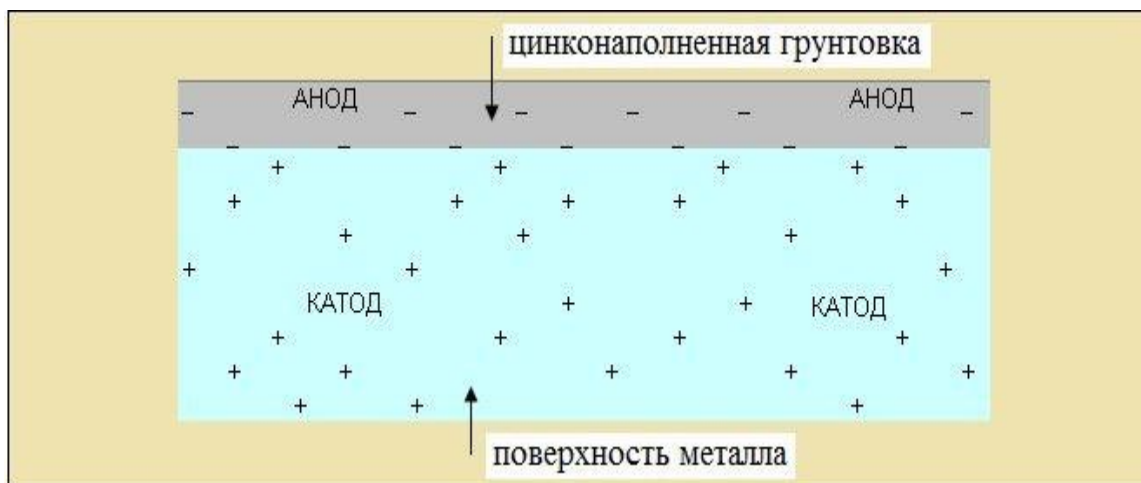 цинконаполненная грунтовка
АНОД АНОД
– – – – – –
– – – – – – –
+ + + +
+ + + + +
+ + +
+ + +
КАТОД + + КАТОД
+ + + +
+ + + + +
+ + +
поверхность металла